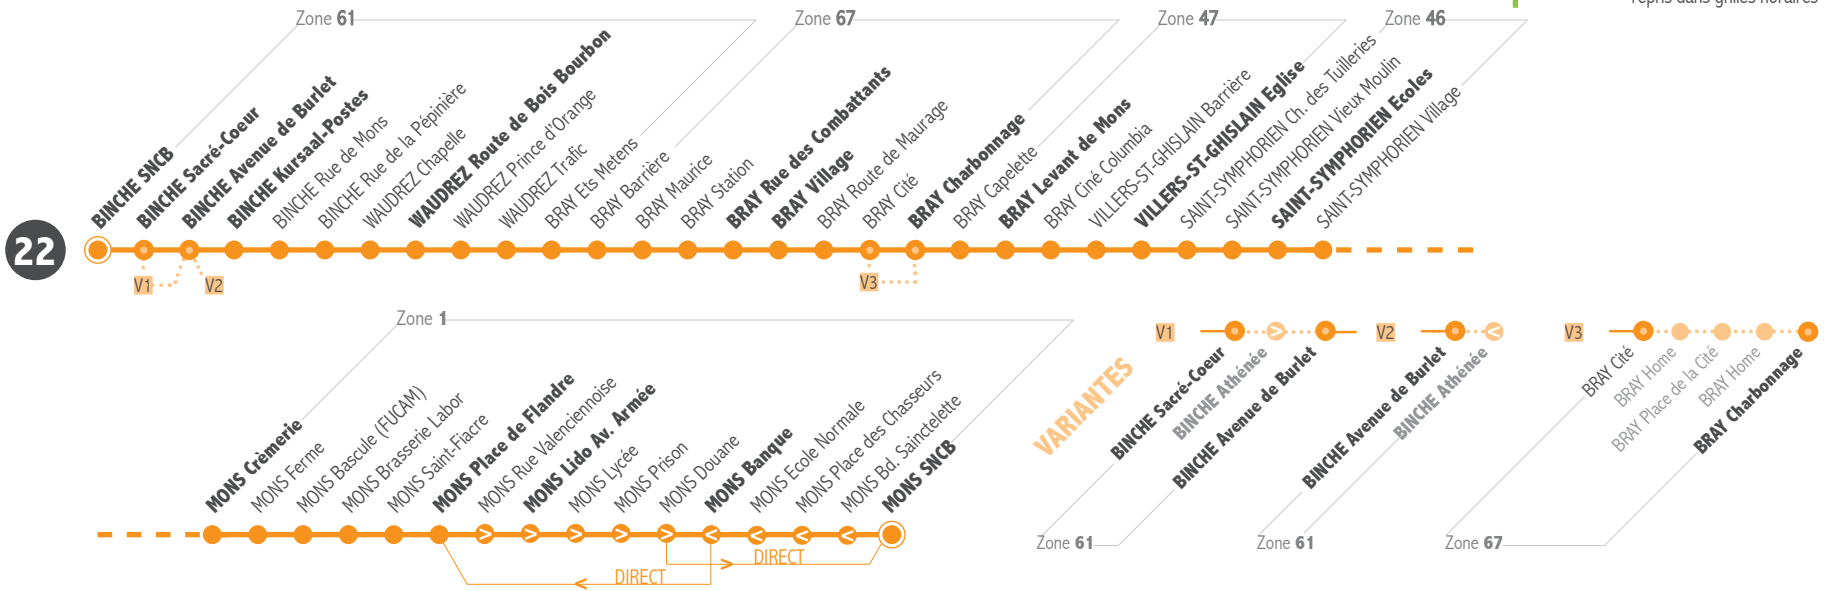 repris dans grilles horaires
Zone 61
Zone 67
Zone 47
Zone 46
22
BINCHE SNCB
BINCHE Sacré-Coeur
BINCHE Avenue de Burlet
BINCHE Kursaal-Postes
BINCHE Rue de Mons
BINCHE Rue de la Pépinière
WAUDREZ Chapelle
WAUDREZ Route de Bois Bourbon
WAUDREZ Prince d'Orange
WAUDREZ Trafic
BRAY Ets Metens
BRAY Barrière
BRAY Maurice
BRAY Station
BRAY Rue des Combattants
BRAY Village
BRAY Route de Maurage
BRAY Cité
BRAY Charbonnage
BRAY Capelette
BRAY Levant de Mons
BRAY Ciné Columbia
VILLERS-ST-GHISLAIN Barrière
VILLERS-ST-GHISLAIN Eglise
SAINT-SYMPHORIEN Ch. des Tuilleries
SAINT-SYMPHORIEN Vieux Moulin
SAINT-SYMPHORIEN Ecoles
SAINT-SYMPHORIEN Village
V1
V2
V3
Zone 1
MONS Crèmerie
MONS Ferme
MONS Bascule (FUCAM)
MONS Brasserie Labor
MONS Saint-Fiacre
MONS Place de Flandre
MONS Rue Valenciennoise
MONS Lido Av. Armée
MONS Lycée
MONS Prison
MONS Douane
MONS Banque
MONS Ecole Normale
MONS Place des Chasseurs
MONS Bd. Sainctelette
MONS SNCB
DIRECT
DIRECT
VARIANTES
V1
BINCHE Sacré-Coeur
BINCHE Athénée
BINCHE Avenue de Burlet
Zone 61
V2
BINCHE Avenue de Burlet
BINCHE Athénée
Zone 61
V3
BRAY Cité
BRAY Home
BRAY Place de la Cité
BRAY Home
BRAY Charbonnage
Zone 67